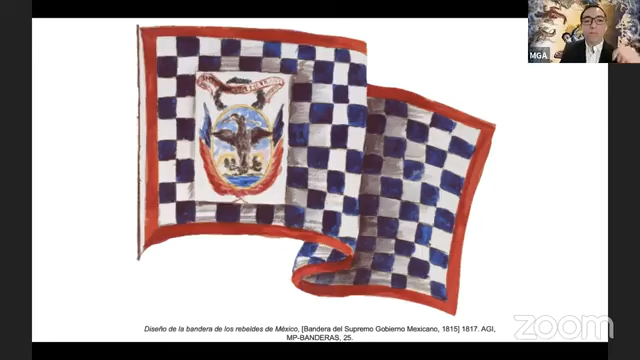 MGA
Diseño de la bandera de los rebeldes de México, [Bandera del Supremo Gobierno Mexicano, 1815] 1817. AGI,
MP-BANDERAS, 25.
zoom